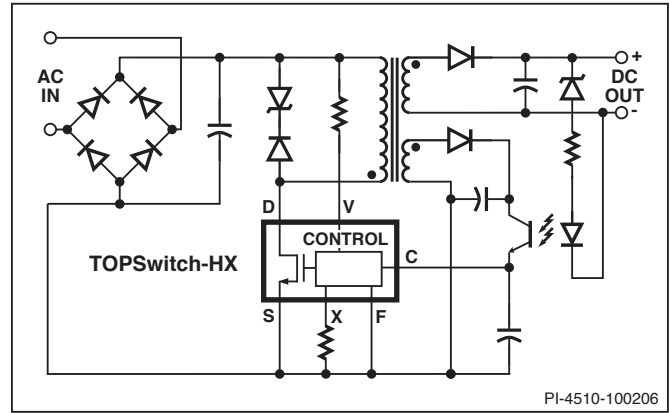 +
AC
IN
DC
OUT
-
D
V
CONTROL
TOPSwitch-HX
C
S
X
F
PI-4510-100206